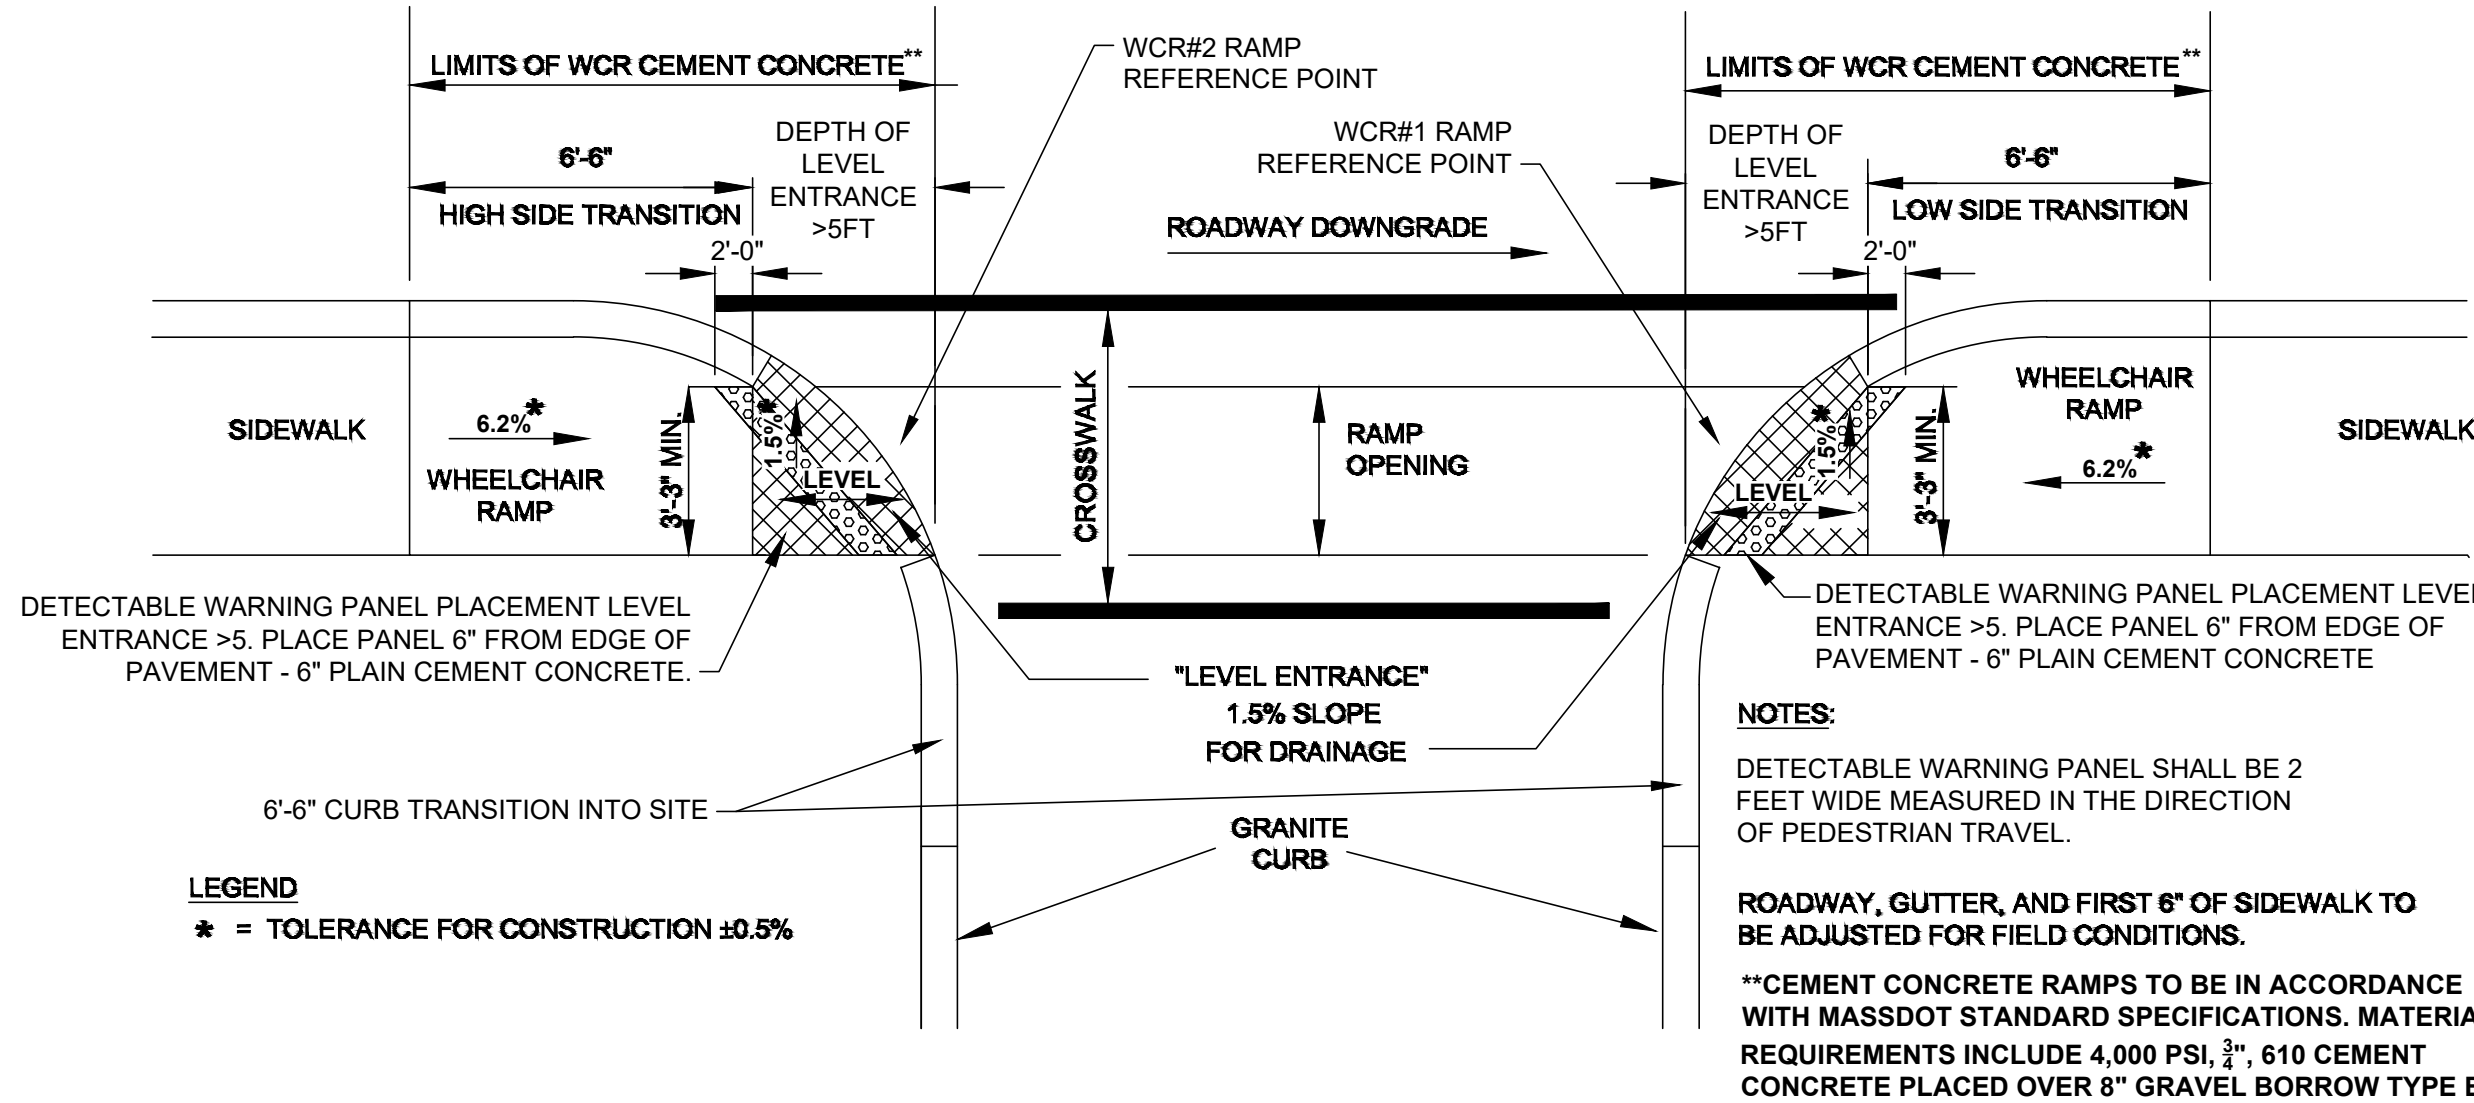 LIMITS OF WCR CEMENT CONCRETE**
WCR#2 RAMP
REFERENCE POINT
LIMITS OF WCR CEMENT CONCRETE**
6'-6"
HIGH SIDE TRANSITION
DEPTH OF
LEVEL
ENTRANCE
>5FT
2'-0"
WCR#1 RAMP
REFERENCE POINT
ROADWAY DOWNGRADE
DEPTH OF
LEVEL
ENTRANCE
>5FT
6'-6"
LOW SIDE TRANSITION
2'-0"
SIDEWALK
6.2%*
WHEELCHAIR
RAMP
3'-3" MIN.
1.5%*
LEVEL
CROSSWALK
RAMP
OPENING
LEVEL
1.5%*
3'-3" MIN.
WHEELCHAIR
RAMP
6.2%*
SIDEWALK
DETECTABLE WARNING PANEL PLACEMENT LEVEL
ENTRANCE >5. PLACE PANEL 6" FROM EDGE OF
PAVEMENT - 6" PLAIN CEMENT CONCRETE.
"LEVEL ENTRANCE"
1.5% SLOPE
FOR DRAINAGE
DETECTABLE WARNING PANEL PLACEMENT LEVEL
ENTRANCE >5. PLACE PANEL 6" FROM EDGE OF
PAVEMENT - 6" PLAIN CEMENT CONCRETE
6'-6" CURB TRANSITION INTO SITE
GRANITE
CURB
LEGEND
* = TOLERANCE FOR CONSTRUCTION ±0.5%
NOTES:
DETECTABLE WARNING PANEL SHALL BE 2
FEET WIDE MEASURED IN THE DIRECTION
OF PEDESTRIAN TRAVEL.
ROADWAY, GUTTER, AND FIRST 6" OF SIDEWALK TO
BE ADJUSTED FOR FIELD CONDITIONS.
**CEMENT CONCRETE RAMPS TO BE IN ACCORDANCE
WITH MASSDOT STANDARD SPECIFICATIONS.
REQUIREMENTS INCLUDE 4,000 PSI, 3/4", 610 CEMENT
CONCRETE PLACED OVER 8" GRAVEL BORROW TYPE